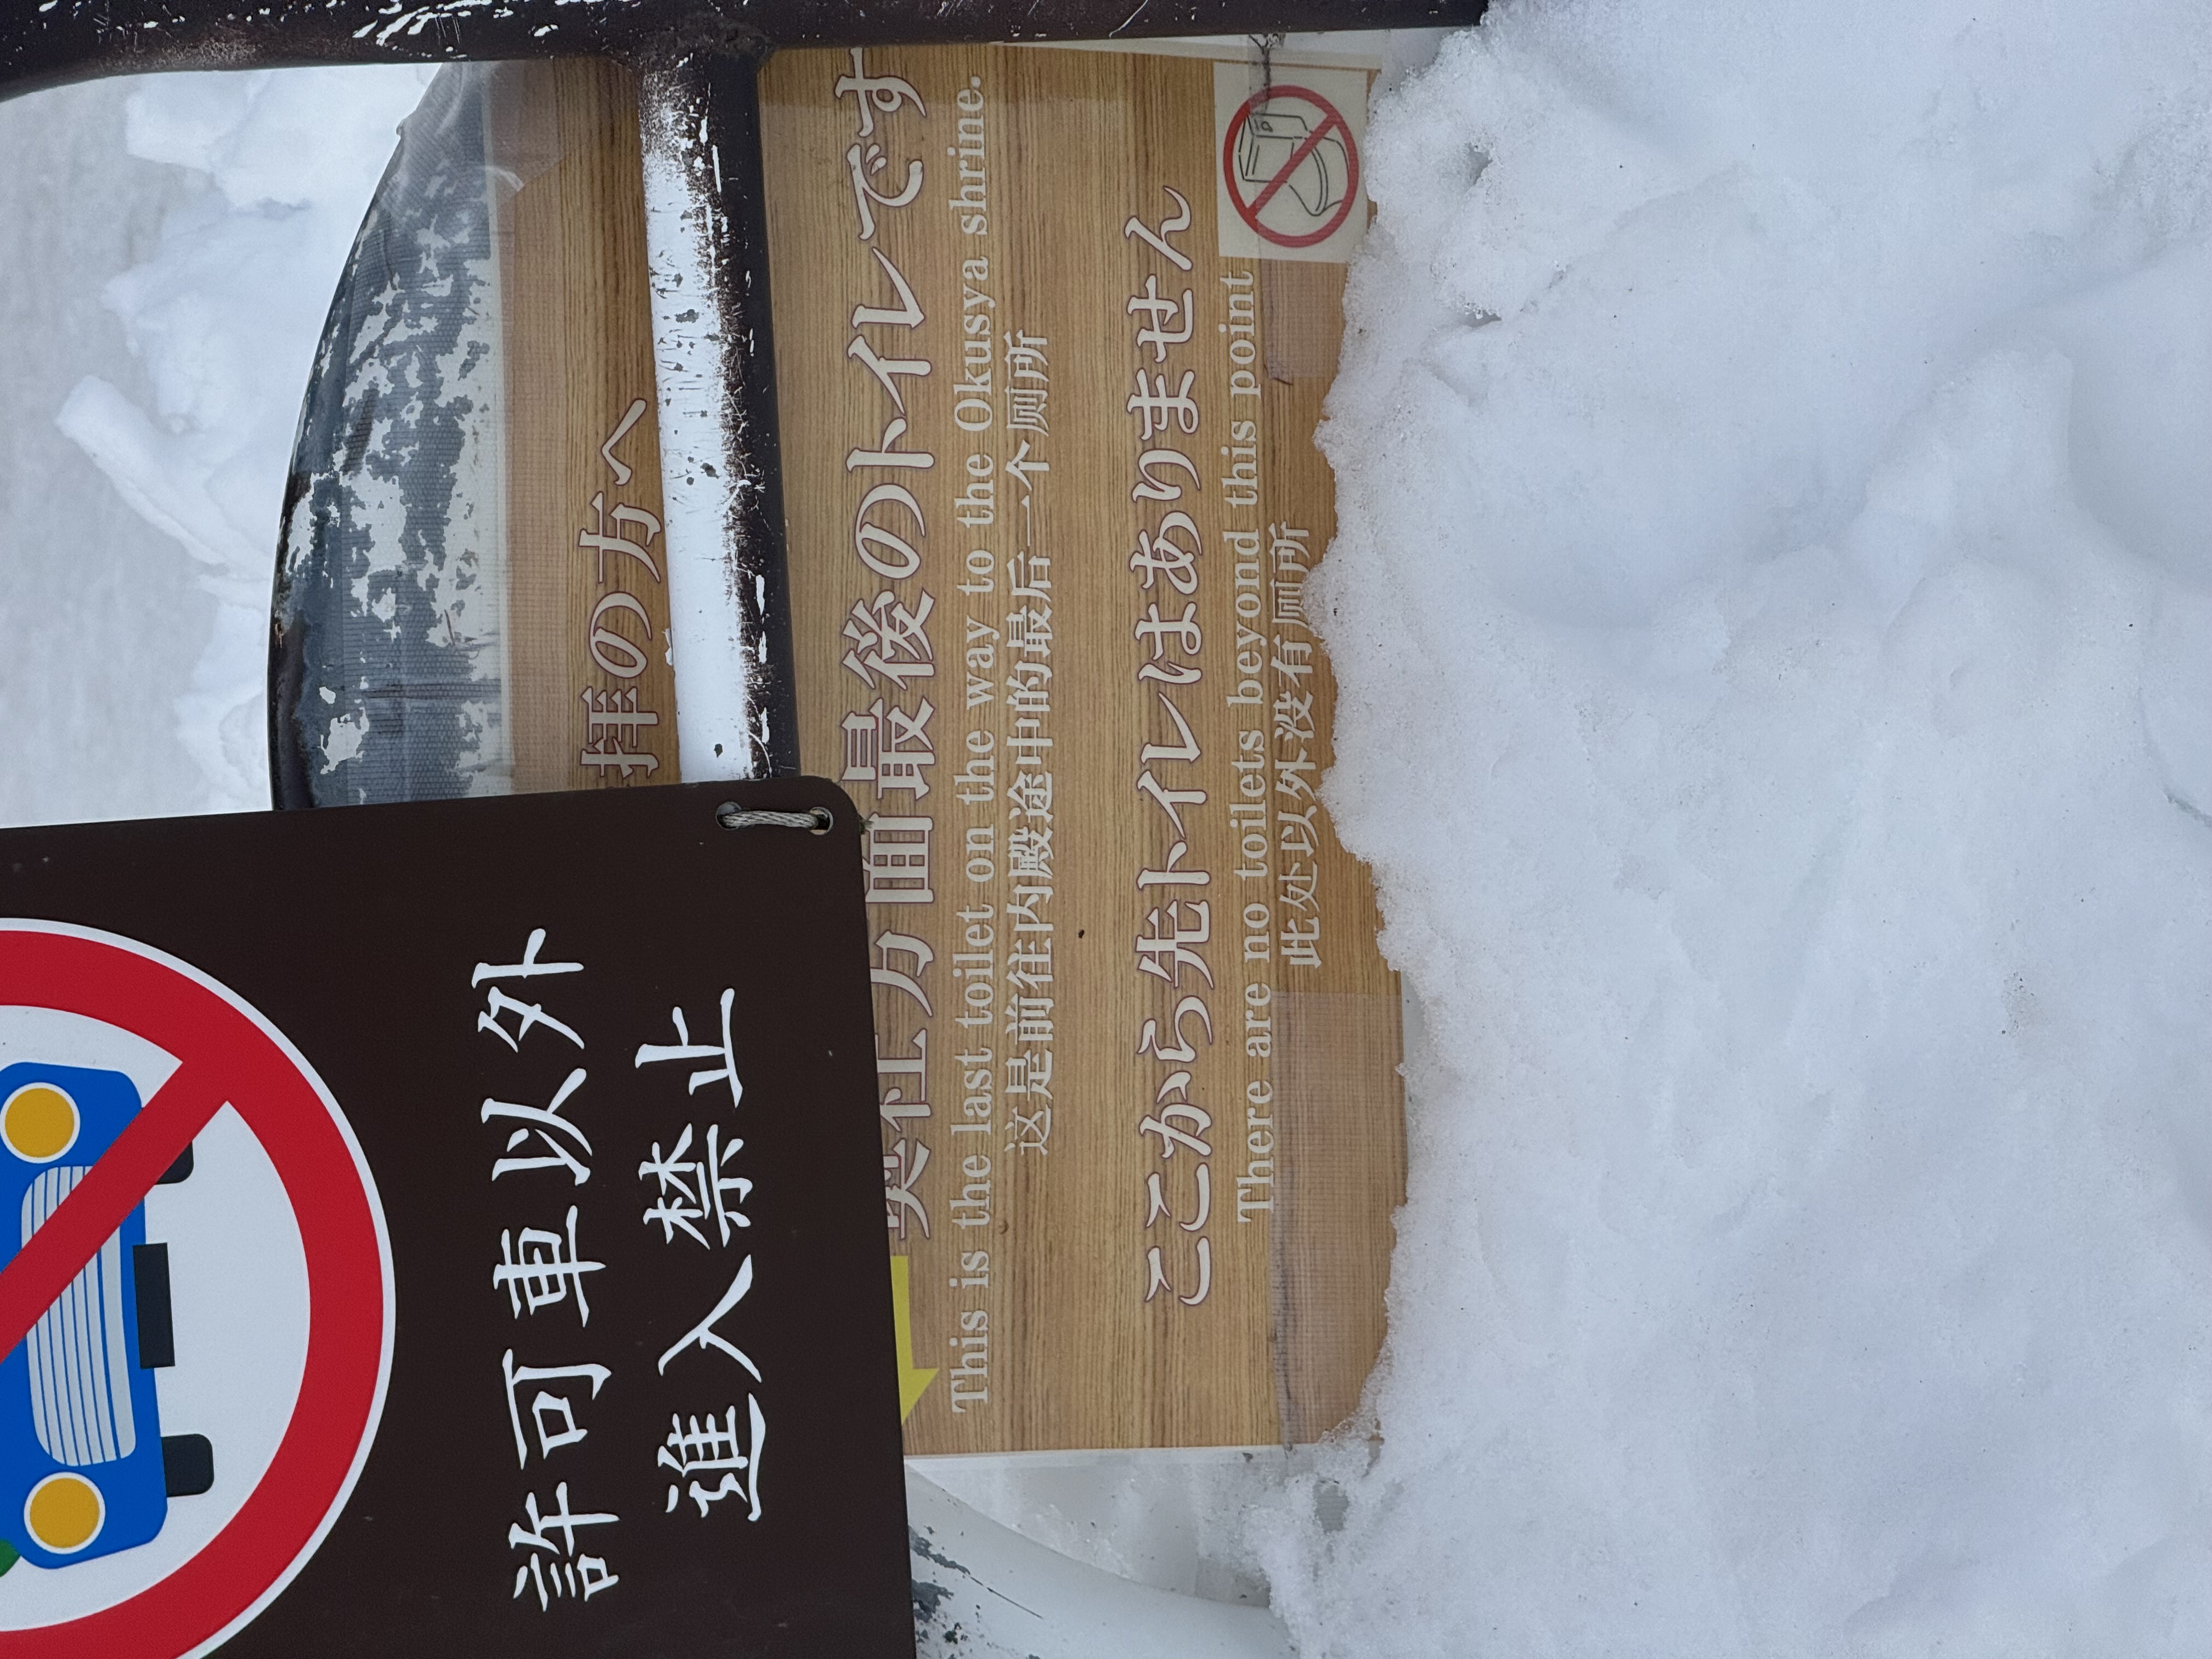 許可車以外
進入禁止
拝の方へ
奥社方面最後のトイレです
This is the last toilet on the way to the Okusya shrine.
这是前往内殿途中的最后一个厕所
ここから先トイレはありません
There are no toilets beyond this point
此处以外没有厕所